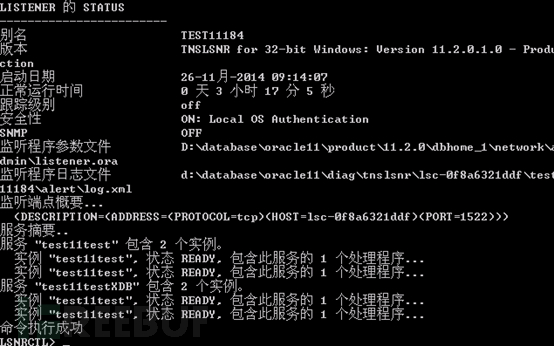 LISTENER 的 STATUS
------------------------
别名                      TEST11184
版本                      TNSLSNR for 32-bit Windows: Version 11.2.0.1.0 - Produ
ction
启动日期                  26-11月-2014 09:14:07
正常运行时间              0 天 3 小时 17 分 5 秒
跟踪级别                  off
安全性                    ON: Local OS Authentication
SNMP                      OFF
监听程序参数文件          D:\database\oracle11\product\11.2.0\dbhome_1\network\a
dmin\listener.ora
监听程序日志文件          d:\database\oracle11\diag\tnslsnr\lsc-0f8a6321ddf\test
11184\alert\log.xml
监听端点概要...
  (DESCRIPTION=(ADDRESS=(PROTOCOL=tcp)(HOST=lsc-0f8a6321ddf)(PORT=1522)))
服务摘要..
服务 "test11test" 包含 2 个实例。
  实例 "test11test", 状态 READY, 包含此服务的 1 个处理程序...
  实例 "test11test", 状态 READY, 包含此服务的 1 个处理程序...
服务 "test11testXDB" 包含 2 个实例。
  实例 "test11test", 状态 READY, 包含此服务的 1 个处理程序...
  实例 "test11test", 状态 READY, 包含此服务的 1 个处理程序...
命令执行成功
LSNRCTL> _